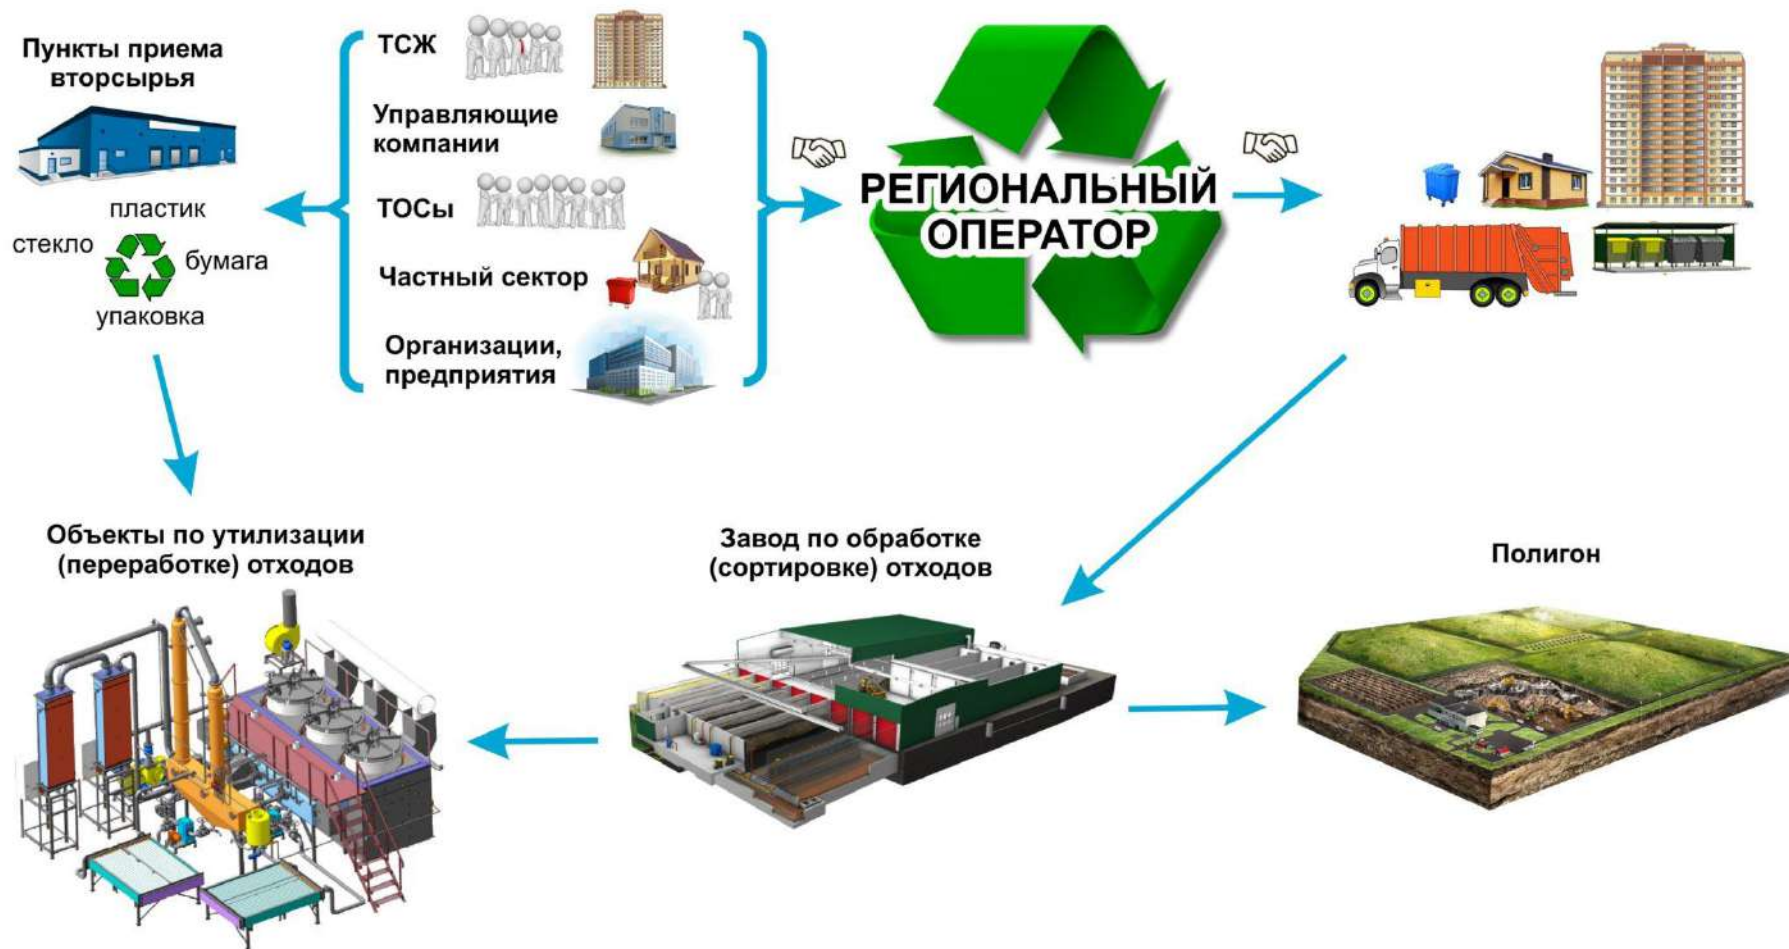 Пункты приема
вторсырья
пластик
стекло
бумага
упаковка
ТСЖ
Управляющие
компании
ТОСы
Частный сектор
Организации,
предприятия
РЕГИОНАЛЬНЫЙ
ОПЕРАТОР
Объекты по утилизации
(переработке) отходов
Завод по обработке
(сортировке) отходов
Полигон